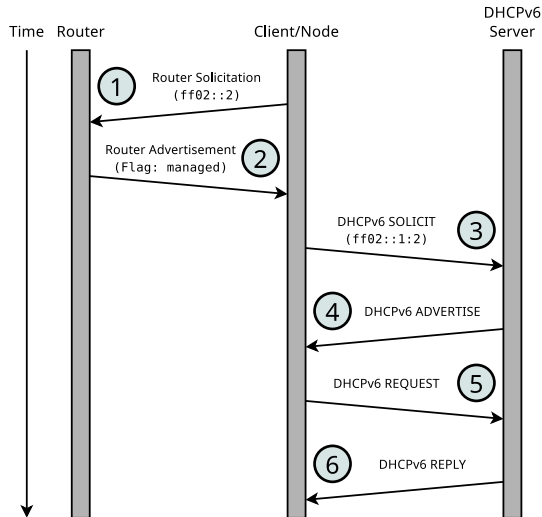 DHCPv6
Time Router Client/Node Server
1 Router Solicitation
(ff02::2)
Router Advertisement 2
(Flag: managed)
DHCPv6 SOLICIT 3
(ff02::1:2)
4 DHCPv6 ADVERTISE
DHCPv6 REQUEST 5
6 DHCPv6 REPLY